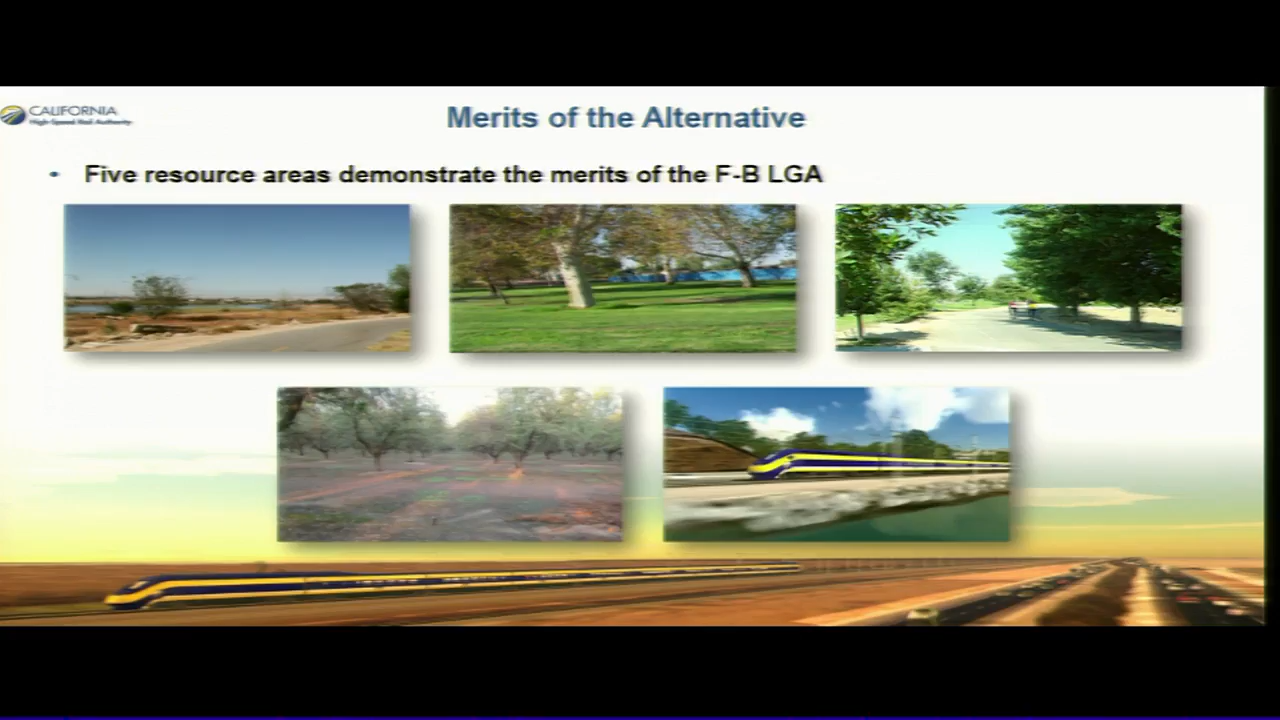 CALIFORNIA
High-Speed Rail Authority
Merits of the Alternative
• Five resource areas demonstrate the merits of the F-B LGA